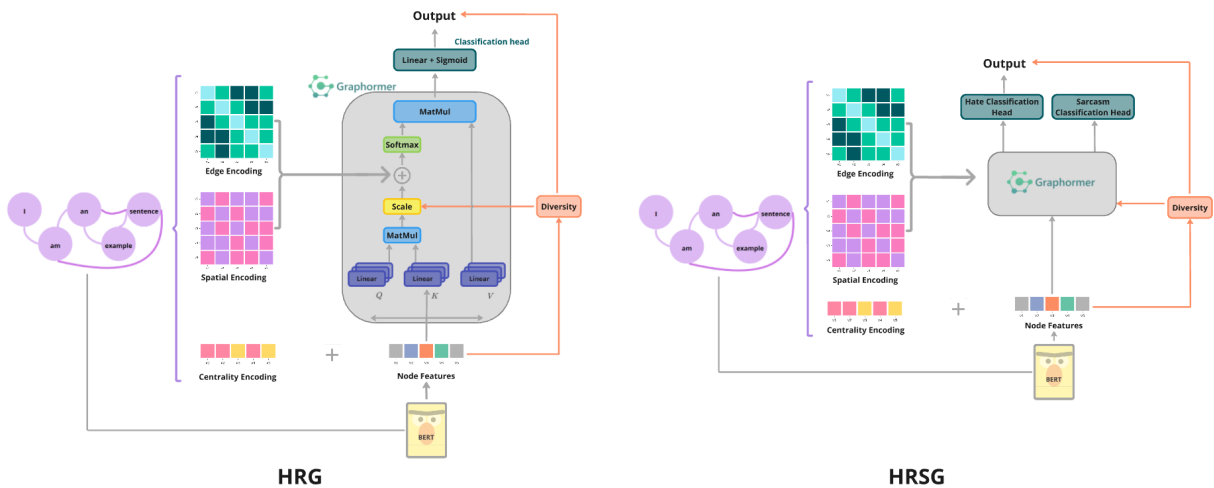 Output
Classification head
Linear + Sigmoid
Graphormer
MatMul
Softmax
Edge Encoding
I
an
sentence
am
example
Scale
MatMul
Diversity
Linear
Linear
Linear
Q
K
V
Spatial Encoding
+
Centrality Encoding
Node Features
BERT
HRG
Output
Hate Classification
Head
Sarcasm
Classification Head
Edge Encoding
Graphormer
I
an
sentence
am
example
Diversity
Spatial Encoding
+
Centrality Encoding
Node Features
BERT
HRSG